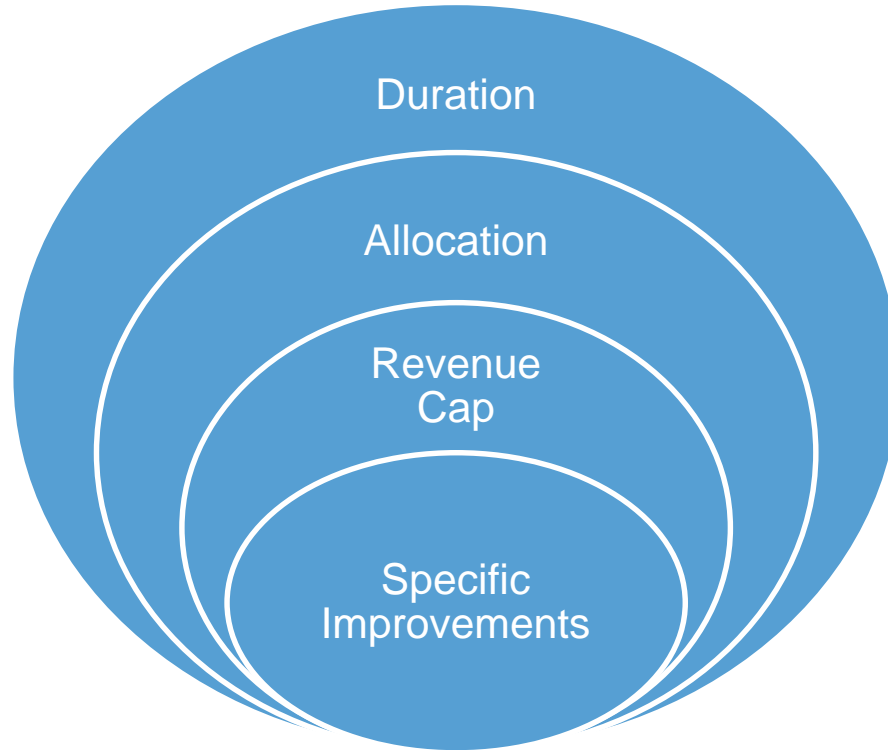 Duration
Allocation
Revenue
Cap
Specific
Improvements